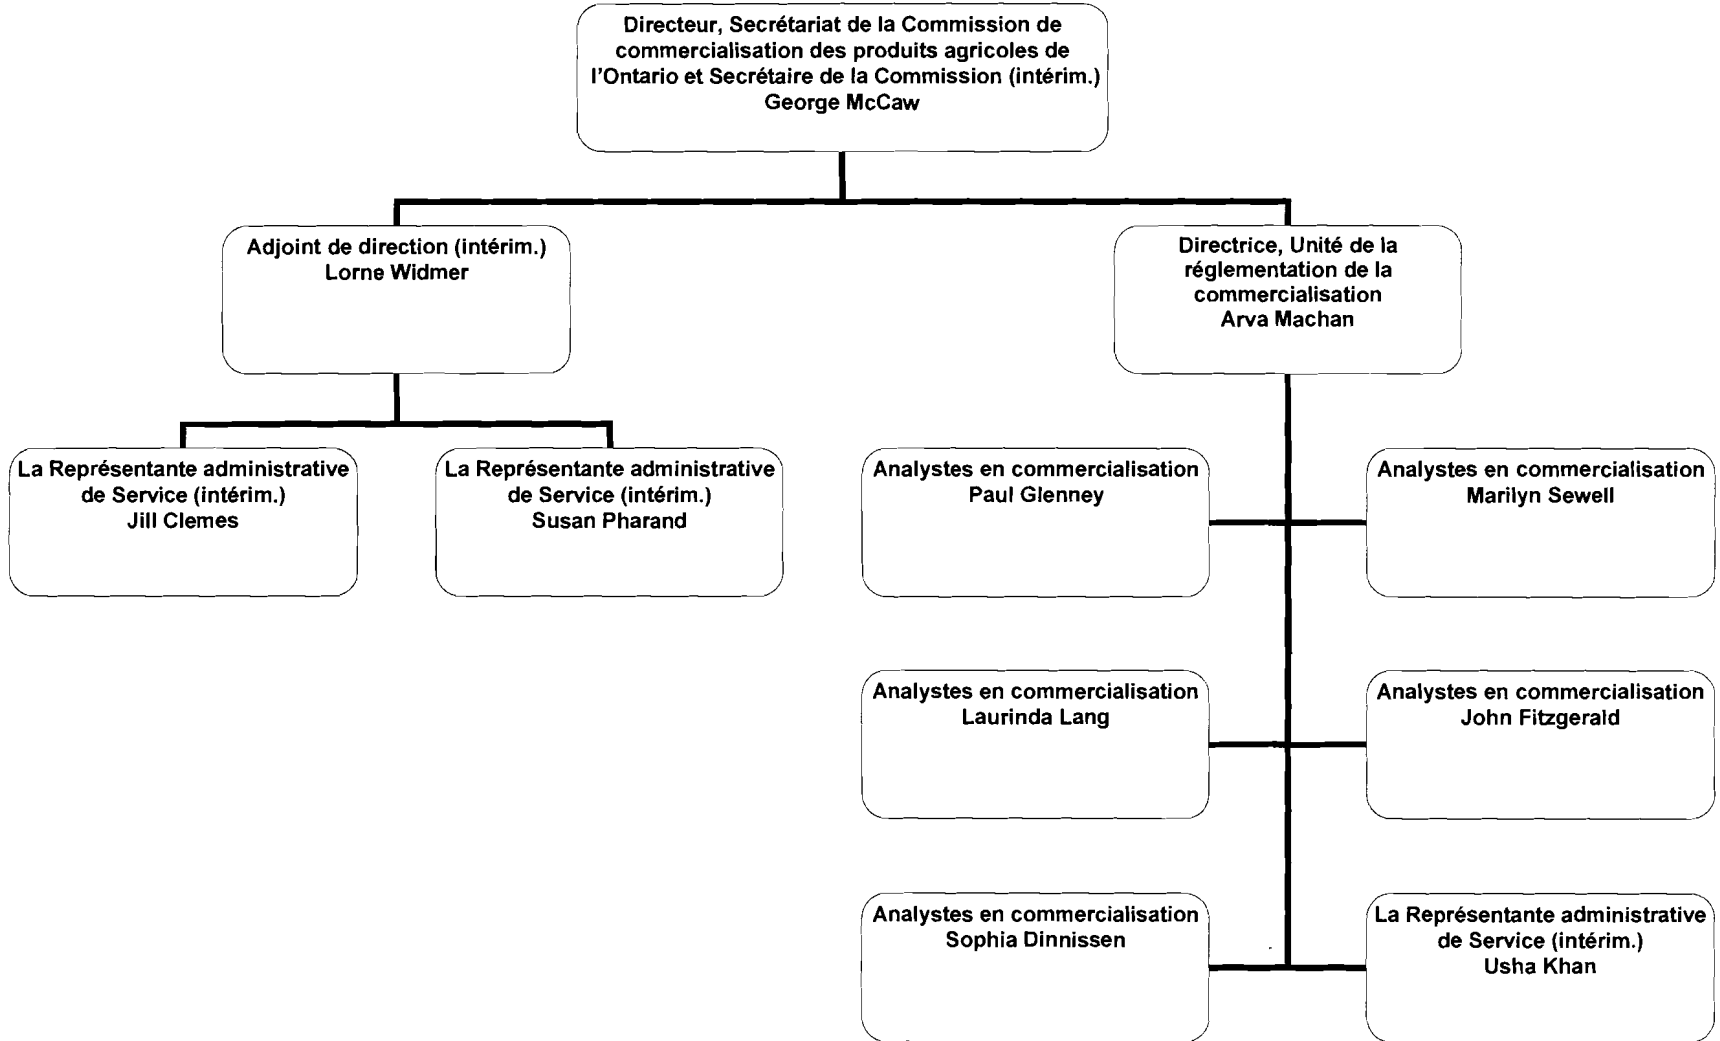 Directeur, Secrétariat de la Commission de
commercialisation des produits agricoles de
l'Ontario et Secrétaire de la Commission (intérim.)
George McCaw
Adjoint de direction (intérim.)
Lorne Widmer
Directrice, Unité de la
réglementation de la
commercialisation
Arva Machan
La Représentante administrative
de Service (intérim.)
Jill Clemes
La Représentante administrative
de Service (intérim.)
Susan Pharand
Analystes en commercialisation
Paul Glenney
Analystes en commercialisation
Marilyn Sewell
Analystes en commercialisation
Laurinda Lang
Analystes en commercialisation
John Fitzgerald
Analystes en commercialisation
Sophia Dinnissen
La Représentante administrative
de Service (intérim.)
Usha Khan